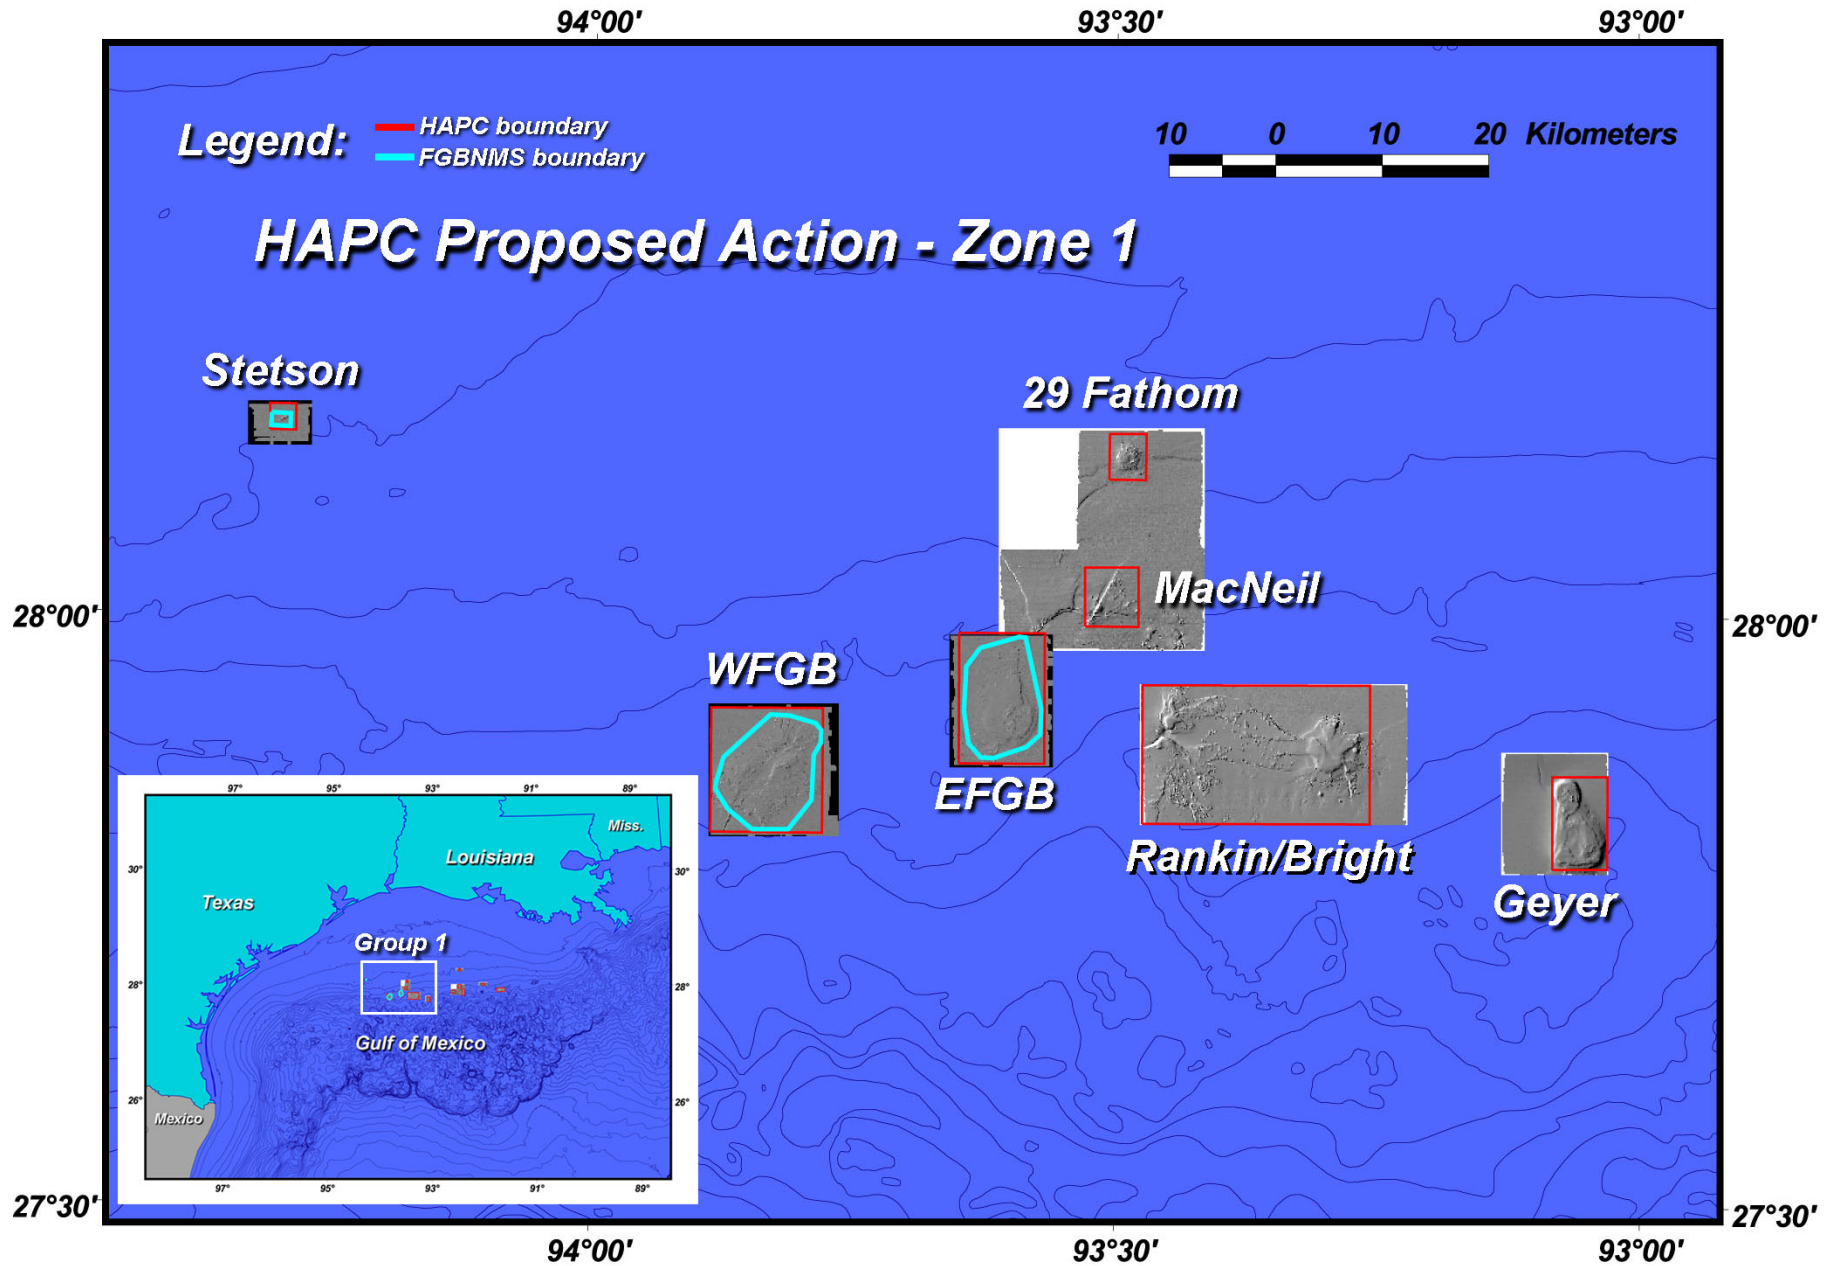 94°00' 93°30' 93°00'
Legend:
HAPC boundary
FGBNMS boundary
10 0 10 20 Kilometers
HAPC Proposed Action - Zone 1
Stetson
29 Fathom
MacNeil
28°00' 28°00'
WFGB
EFGB
Rankin/Bright
Geyer
97° 95° 93° 91° 89°
Miss.
Louisiana
30° 30°
Texas
Group 1
28° 28°
Gulf of Mexico
26° 26°
Mexico
97° 95° 93° 91° 89°
27°30' 27°30'
94°00' 93°30' 93°00'